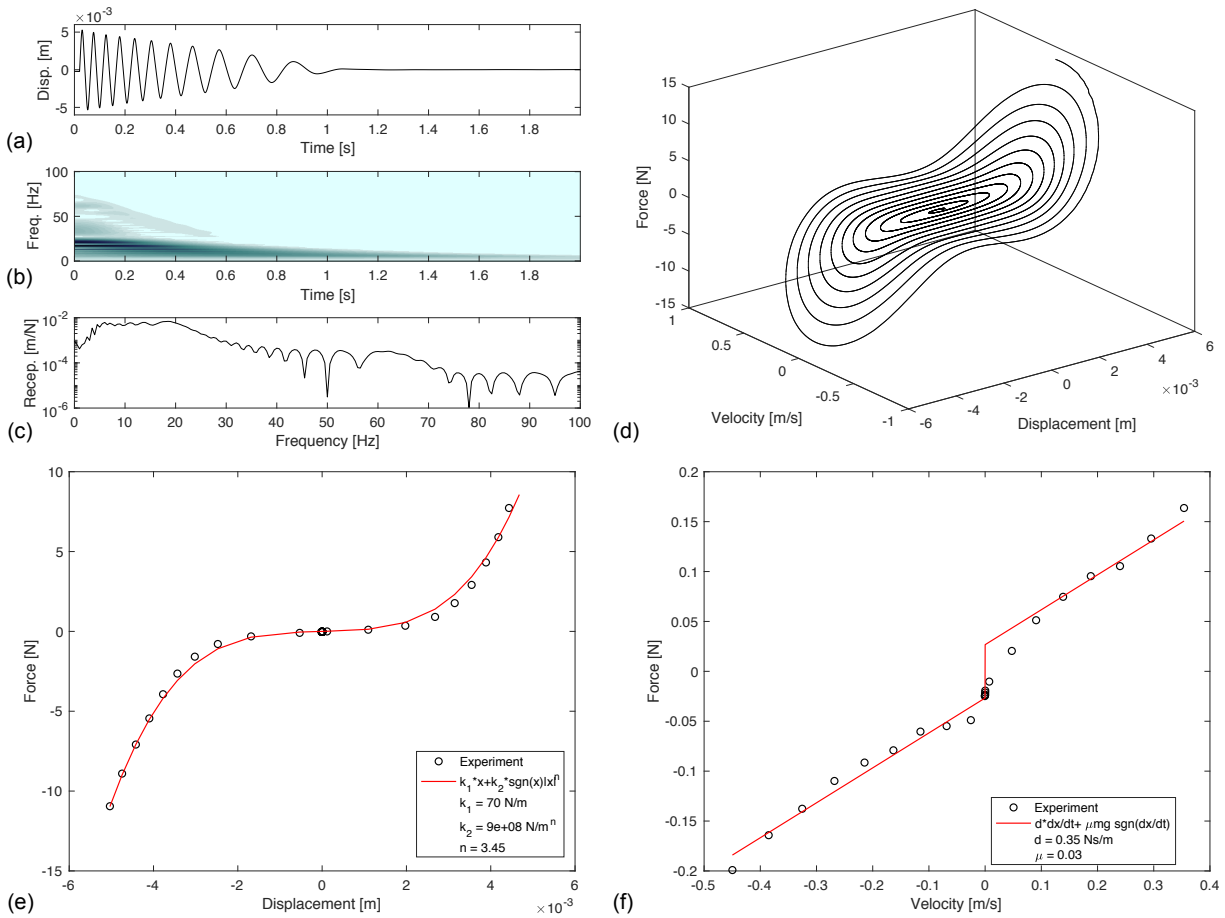 ×10-3
5
0
-5
Disp. [m]
0 0.2 0.4 0.6 0.8 1 1.2 1.4 1.6 1.8
Time [s]
(a)
100
50
0
Freq. [Hz]
0 0.2 0.4 0.6 0.8 1 1.2 1.4 1.6 1.8
Time [s]
(b)
10-2
10-4
10-6
Recep. [m/N]
0 10 20 30 40 50 60 70 80 90 100
Frequency [Hz]
(c)
15
10
5
0
-5
-10
-15
Force [N]
1
0.5
0
-0.5
-1
Velocity [m/s]
-6
-4
-2
0
2
4
6
×10-3
Displacement [m]
(d)
10
5
0
-5
-10
-15
Force [N]
-6 -4 -2 0 2 4 6
Displacement [m]
×10-3
Experiment
k1*x+k2*sgn(x)|x|n
k1 = 70 N/m
k2 = 9e+08 N/mn
n = 3.45
(e)
0.2
0.15
0.1
0.05
0
-0.05
-0.1
-0.15
-0.2
Force [N]
-0.5 -0.4 -0.3 -0.2 -0.1 0 0.1 0.2 0.3 0.4
Velocity [m/s]
Experiment
d*dx/dt+ μmg sgn(dx/dt)
d = 0.35 Ns/m
μ = 0.03
(f)